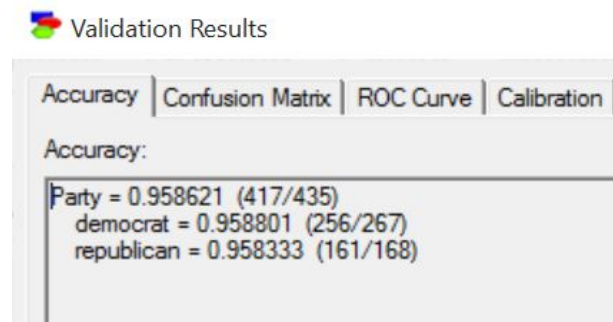 Validation Results
Accuracy Confusion Matrix ROC Curve Calibration
Accuracy:
Party = 0.958621 (417/435)
democrat = 0.958801 (256/267)
republican = 0.958333 (161/168)